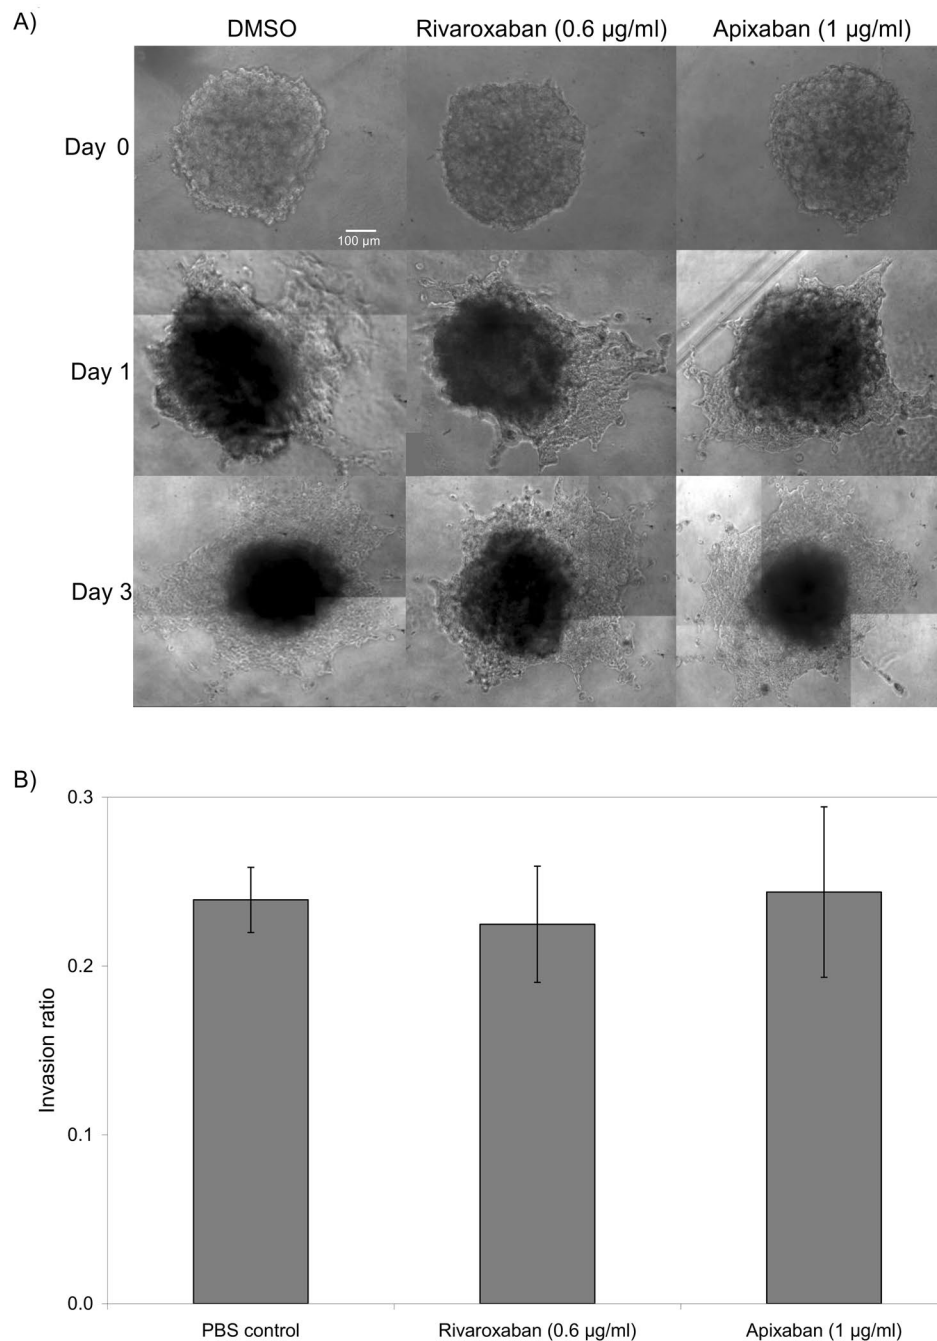 A)
DMSO Rivaroxaban (0.6 µg/ml) Apixaban (1 µg/ml)
Day 0
100 µm
Day 1
Day 3
B)
0.3
0.2
0.1
0.0
Invasion ratio
PBS control Rivaroxaban (0.6 µg/ml) Apixaban (1 µg/ml)